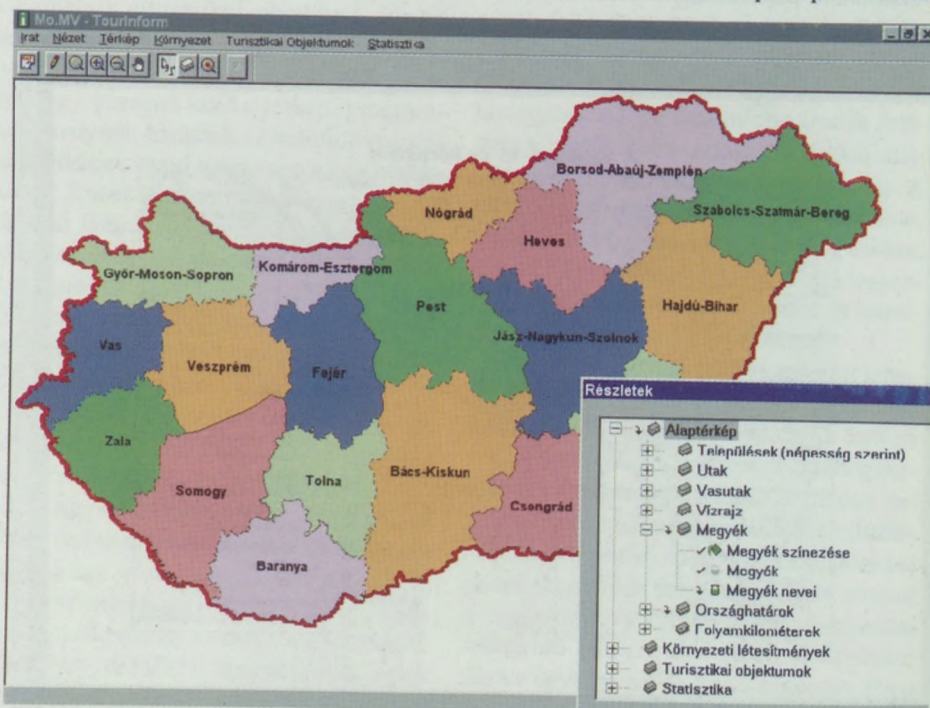 Mo.MV - TourInform
Irat Nézet Térkép Környezet Turisztikai Objektumok Statisztika
Borsod-Abaúj-Zemplén
Szabolcs-Szatmár-Bereg
Nógrád
Heves
Győr-Moson-Sopron
Komárom-Esztergom
Pest
Hajdú-Bihar
Vas
Veszprém
Fejér
Jász-Nagykun-Szolnok
Zala
Somogy
Tolna
Bács-Kiskun
Csongrád
Baranya
Részletek
Alaptérkép
Települések (népesség szerint)
Utak
Vasutak
Vízrajz
Megyék
Megyék színezése
Megyék
Megyék nevei
Országhatárok
Folyamkilométerek
Környezeti létesítmények
Turisztikai objektumok
Statisztika